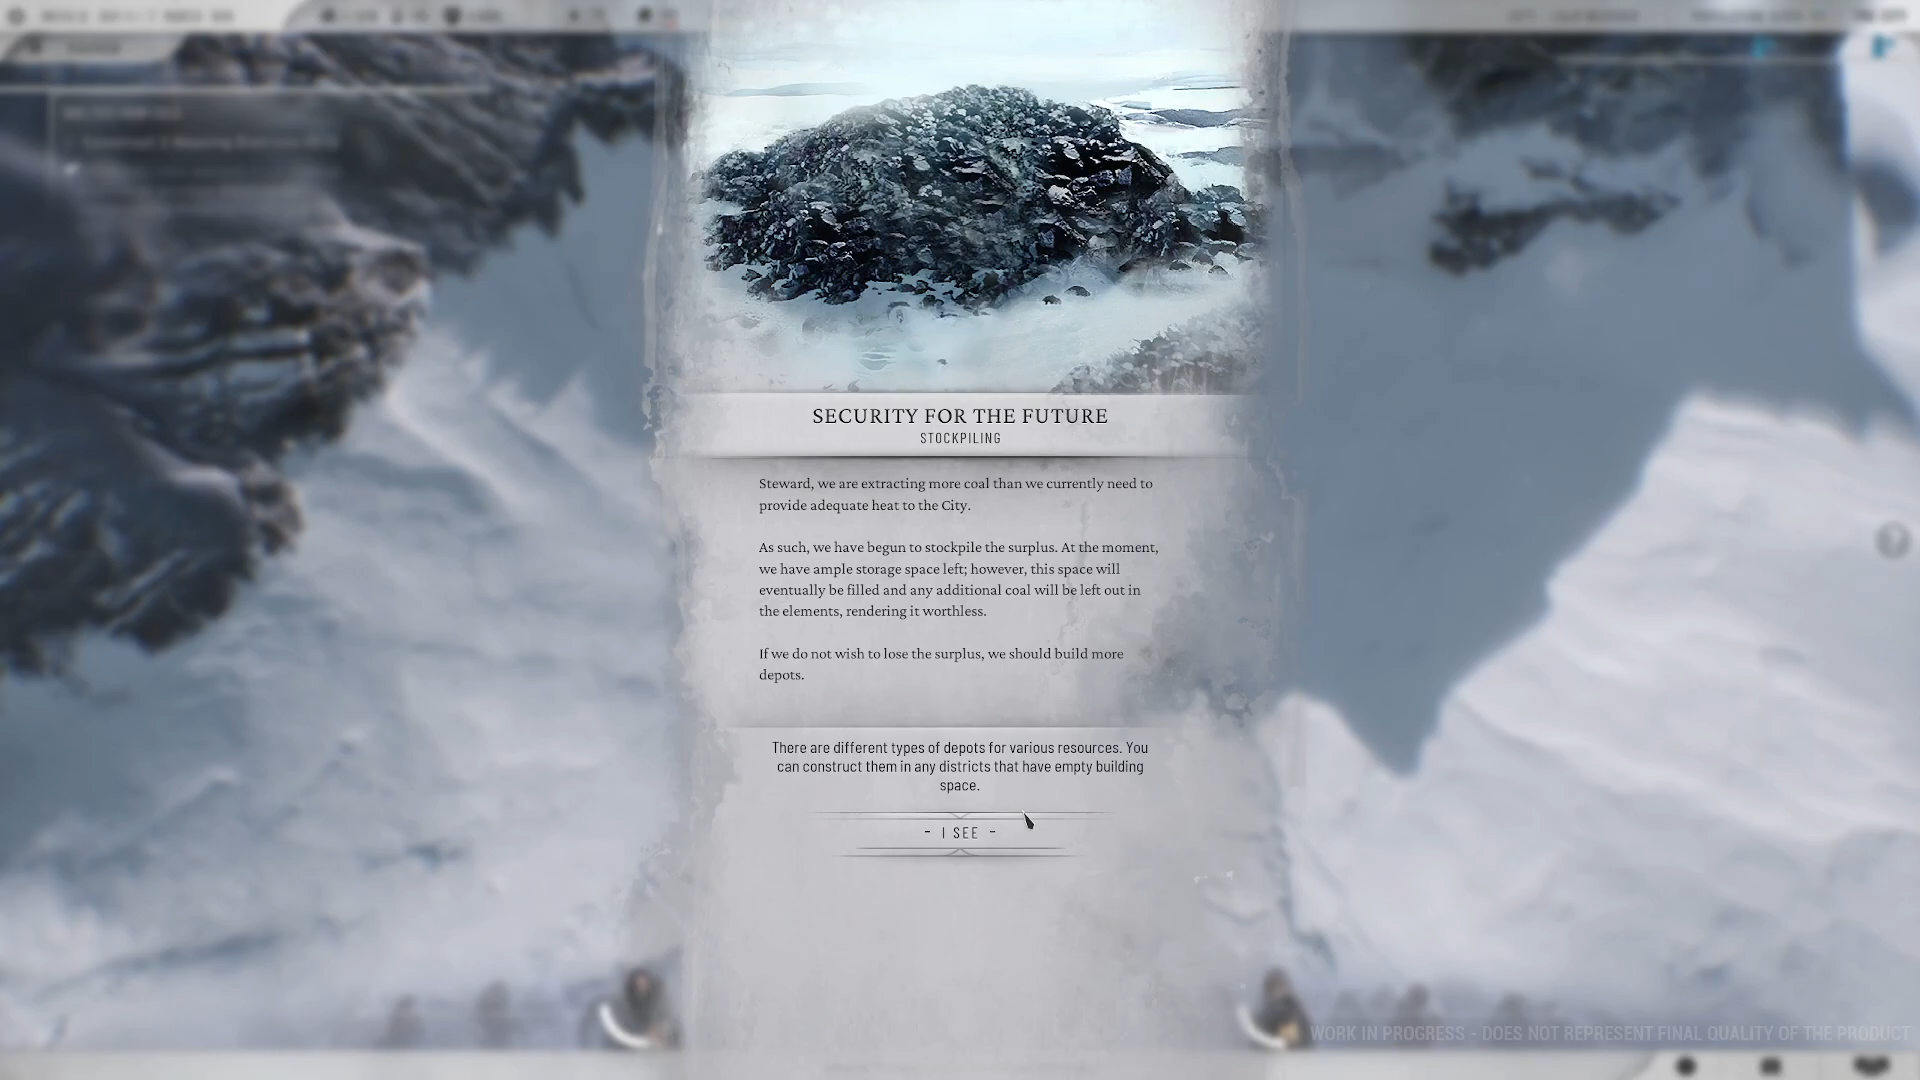 SECURITY FOR THE FUTURE
STOCKPILING
Steward, we are extracting more coal than we currently need to
provide adequate heat to the City.
As such, we have begun to stockpile the surplus. At the moment,
we have ample storage space left; however, this space will
eventually be filled and any additional coal will be left out in
the elements, rendering it worthless.
If we do not wish to lose the surplus, we should build more
depots.
There are different types of depots for various resources. You
can construct them in any districts that have empty building
space.
- I SEE -
WORK IN PROGRESS - DOES NOT REPRESENT FINAL QUALITY OF THE PRODUCT